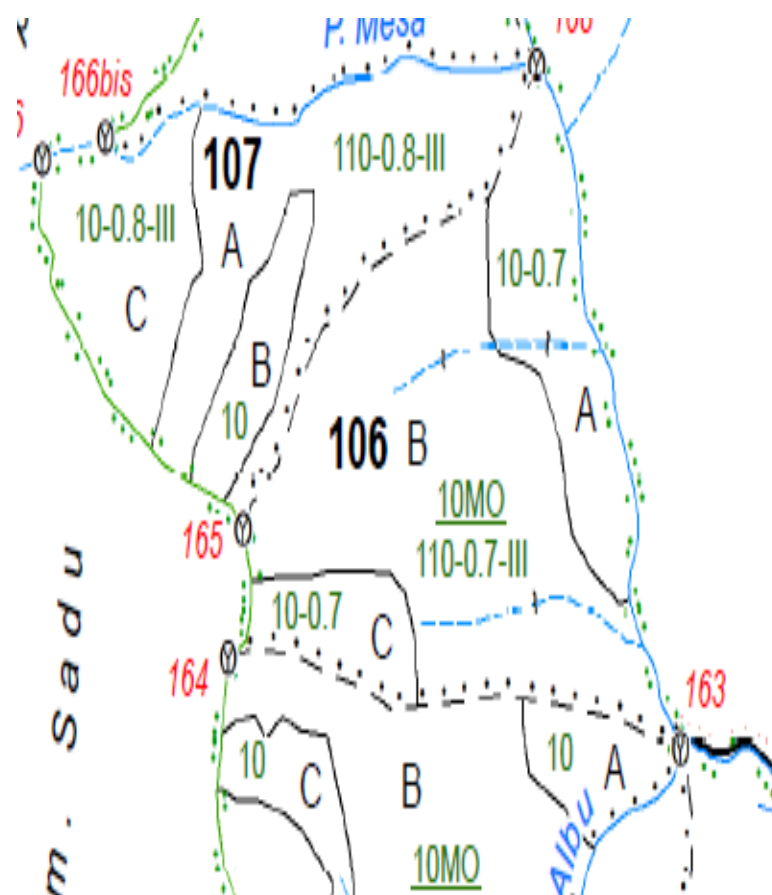 P. Mesa
166bis
107
110-0.8-III
10-0.8-III
A
10-0.7
C
B
A
10
106 B
10MO
165
110-0.7-III
10-0.7
C
164
163
10
C
B
10
A
10MO
Albu
m. Sadu